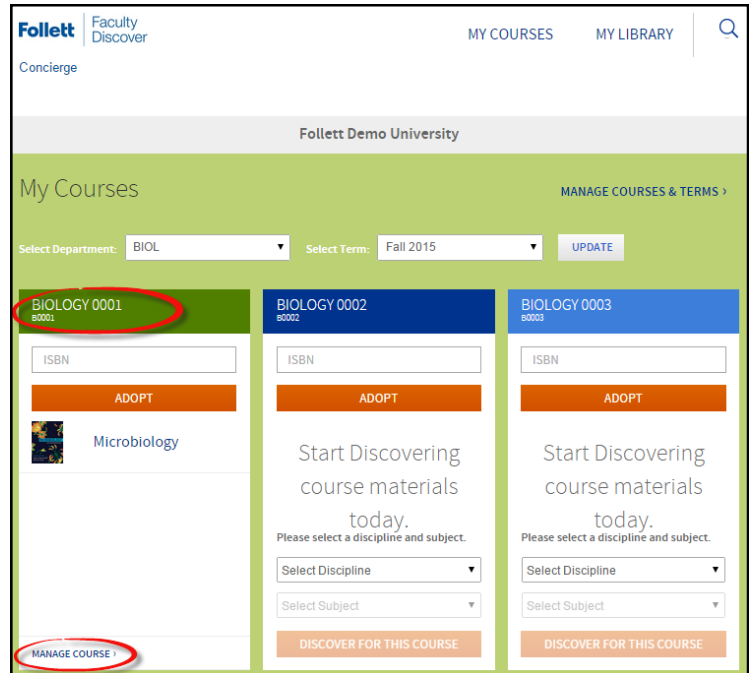 Follett Faculty Discover
MY COURSES MY LIBRARY
Concierge
Follett Demo University
My Courses
MANAGE COURSES & TERMS ›
Select Department: BIOL ▼ Select Term: Fall 2015 ▼ UPDATE
BIOLOGY 0001
B0001
ISBN
ADOPT
Microbiology
MANAGE COURSE ›
BIOLOGY 0002
B0002
ISBN
ADOPT
Start Discovering
course materials
today.
Please select a discipline and subject.
Select Discipline ▼
Select Subject ▼
DISCOVER FOR THIS COURSE
BIOLOGY 0003
B0003
ISBN
ADOPT
Start Discovering
course materials
today.
Please select a discipline and subject.
Select Discipline ▼
Select Subject ▼
DISCOVER FOR THIS COURSE